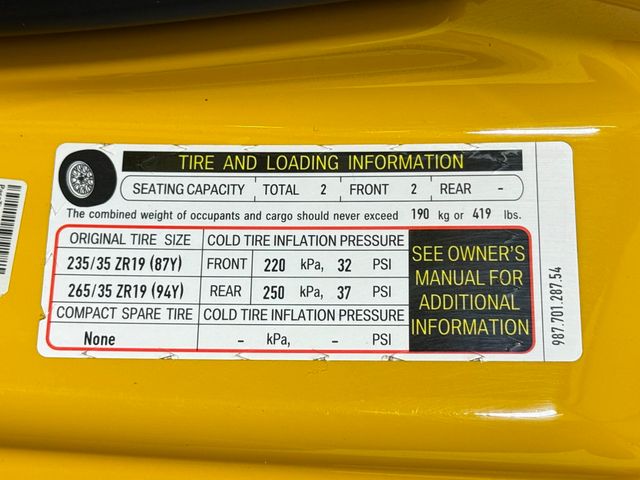 TIRE AND LOADING INFORMATION
SEATING CAPACITY TOTAL 2 FRONT 2 REAR -
The combined weight of occupants and cargo should never exceed 190 kg or 419 lbs.
ORIGINAL TIRE SIZE COLD TIRE INFLATION PRESSURE
235/35 ZR19 (87Y) FRONT 220 kPa, 32 PSI
265/35 ZR19 (94Y) REAR 250 kPa, 37 PSI
COMPACT SPARE TIRE COLD TIRE INFLATION PRESSURE
None - kPa, - PSI
SEE OWNER'S
MANUAL FOR
ADDITIONAL
INFORMATION
987.701.287.54